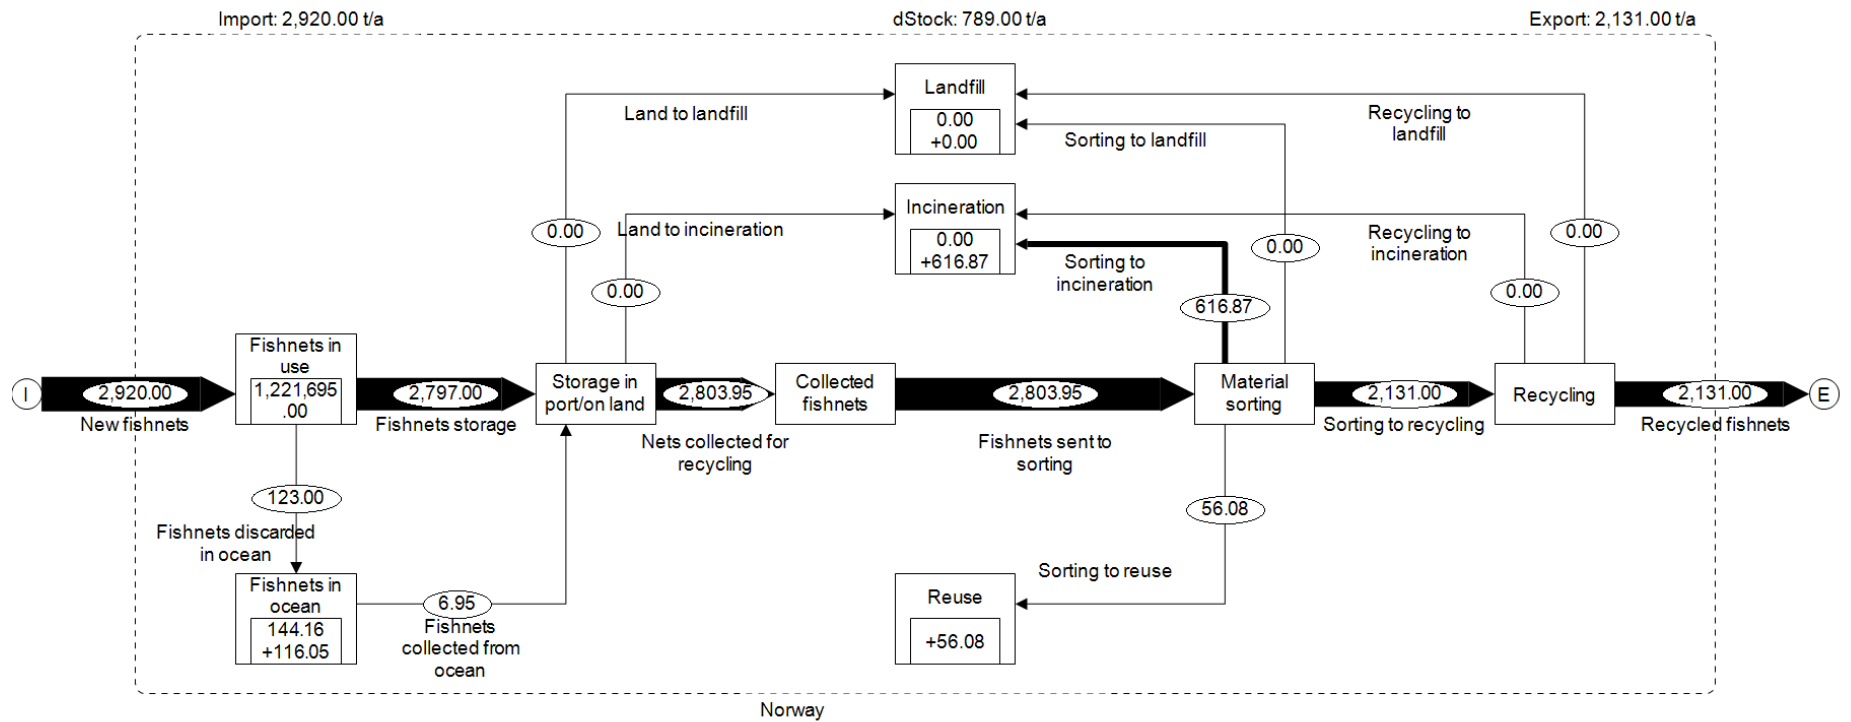 Import: 2,920.00 t/a
dStock: 789.00 t/a
Export: 2,131.00 t/a
Landfill
0.00
+0.00
Land to landfill
Sorting to landfill
Recycling to
landfill
Incineration
0.00
+616.87
Land to incineration
Sorting to
incineration
Recycling to
incineration
0.00
0.00
616.87
0.00
0.00
0.00
I
2,920.00
New fishnets
Fishnets in
use
1,221,695
.00
2,797.00
Fishnets storage
Storage in
port/on land
2,803.95
Nets collected for
recycling
Collected
fishnets
2,803.95
Fishnets sent to
sorting
Material
sorting
2,131.00
Sorting to recycling
Recycling
2,131.00
Recycled fishnets
E
123.00
Fishnets discarded
in ocean
56.08
Sorting to reuse
Fishnets in
ocean
144.16
+116.05
6.95
Fishnets
collected from
ocean
Reuse
+56.08
Norway